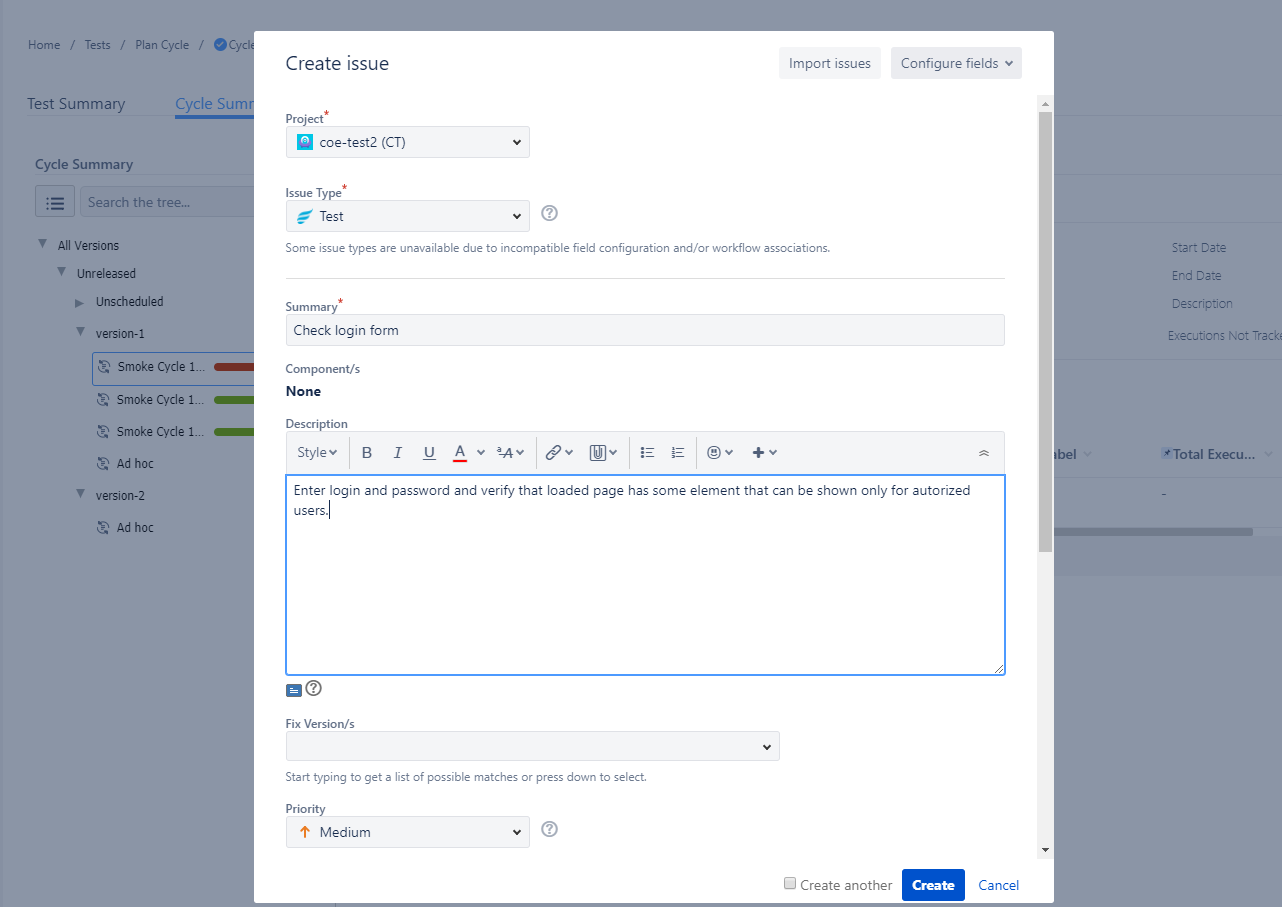 Home / Tests / Plan Cycle / Cycle
Test Summary Cycle Summ
Cycle Summary
Search the tree...
All Versions
Unreleased
Unscheduled
version-1
Smoke Cycle 1...
Smoke Cycle 1...
Smoke Cycle 1...
Ad hoc
version-2
Ad hoc
Create issue
Import issues
Configure fields
Project*
coe-test2 (CT)
Issue Type*
Test
Some issue types are unavailable due to incompatible field configuration and/or workflow associations.
Summary*
Check login form
Component/s
None
Description
Style B I U A ªA
Enter login and password and verify that loaded page has some element that can be shown only for autorized
users.
Fix Version/s
Start typing to get a list of possible matches or press down to select.
Priority
Medium
Create another
Create
Cancel
Start Date
End Date
Description
Executions Not Tracke
abel
Total Execu...
-